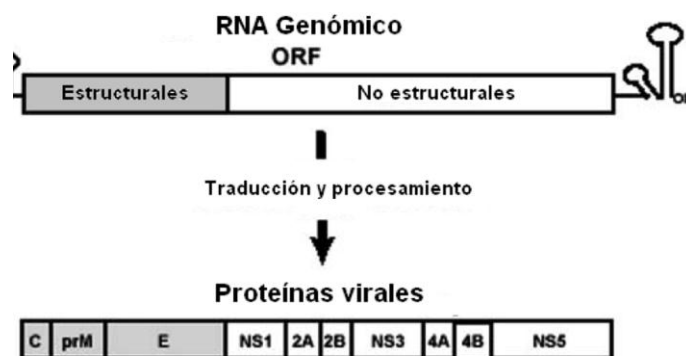 RNA Genómico
ORF
Estructurales No estructurales
Traducción y procesamiento
Proteínas virales
C prM E NS1 2A 2B NS3 4A 4B NS5